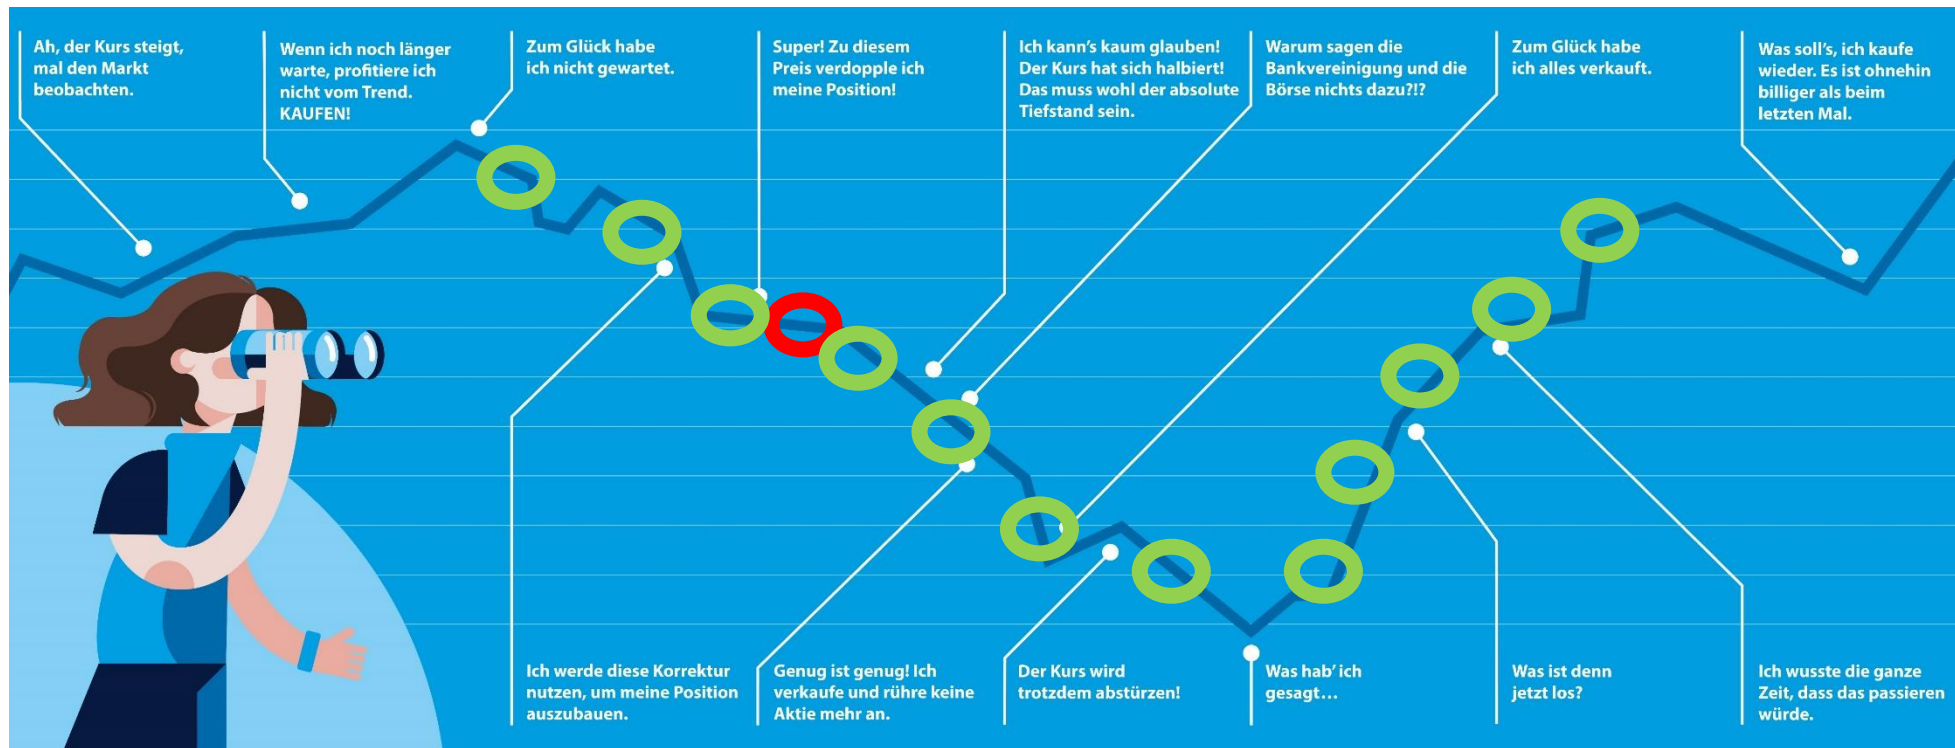 Ah, der Kurs steigt,
mal den Markt
beobachten.
Wenn ich noch länger
warte, profitiere ich
nicht vom Trend.
KAUFEN!
Zum Glück habe
ich nicht gewartet.
Super! Zu diesem
Preis verdopple ich
meine Position!
Ich kann's kaum glauben!
Der Kurs hat sich halbiert!
Das muss wohl der absolute
Tiefstand sein.
Warum sagen die
Bankvereinigung und die
Börse nichts dazu?!?
Zum Glück habe
ich alles verkauft.
Was soll's, ich kaufe
wieder. Es ist ohnehin
billiger als beim
letzten Mal.
Ich werde diese Korrektur
nutzen, um meine Position
auszubauen.
Genug ist genug! Ich
verkaufe und rühre keine
Aktie mehr an.
Der Kurs wird
trotzdem abstürzen!
Was hab' ich
gesagt...
Was ist denn
jetzt los?
Ich wusste die ganze
Zeit, dass das passieren
würde.